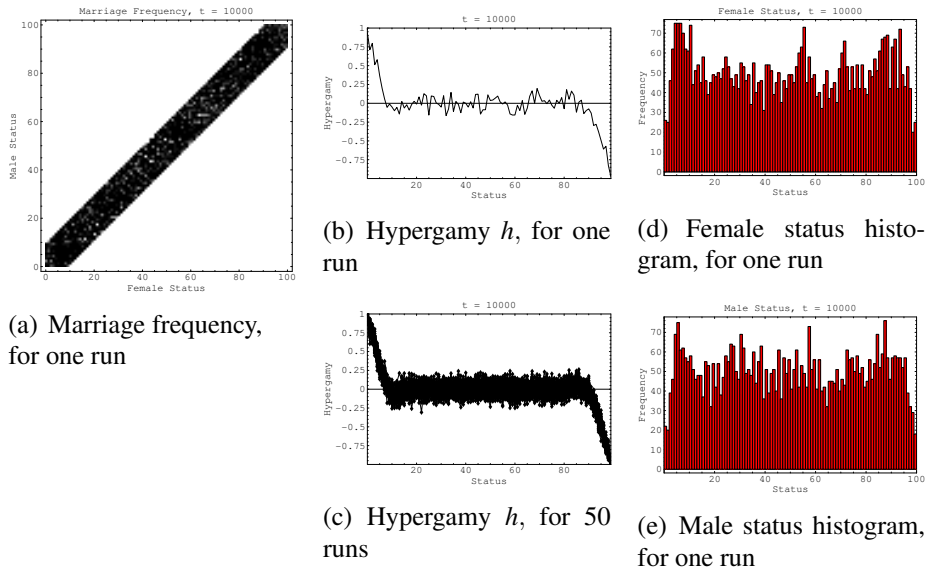 Marriage Frequency, t = 10000
100
80
60
40
20
0
Male Status
0 20 40 60 80 100
Female Status
(a) Marriage frequency,
for one run
t = 10000
1
0.75
0.5
0.25
0
-0.25
-0.5
-0.75
Hypergamy
20 40 60 80
Status
(b) Hypergamy h, for one
run
t = 10000
1
0.75
0.5
0.25
0
-0.25
-0.5
-0.75
Hypergamy
20 40 60 80
Status
(c) Hypergamy h, for 50
runs
Female Status, t = 10000
70
60
50
40
30
20
10
0
Frequency
20 40 60 80 100
Status
(d) Female status histo-
gram, for one run
Male Status, t = 10000
70
60
50
40
30
20
10
0
Frequency
20 40 60 80 100
Status
(e) Male status histogram,
for one run